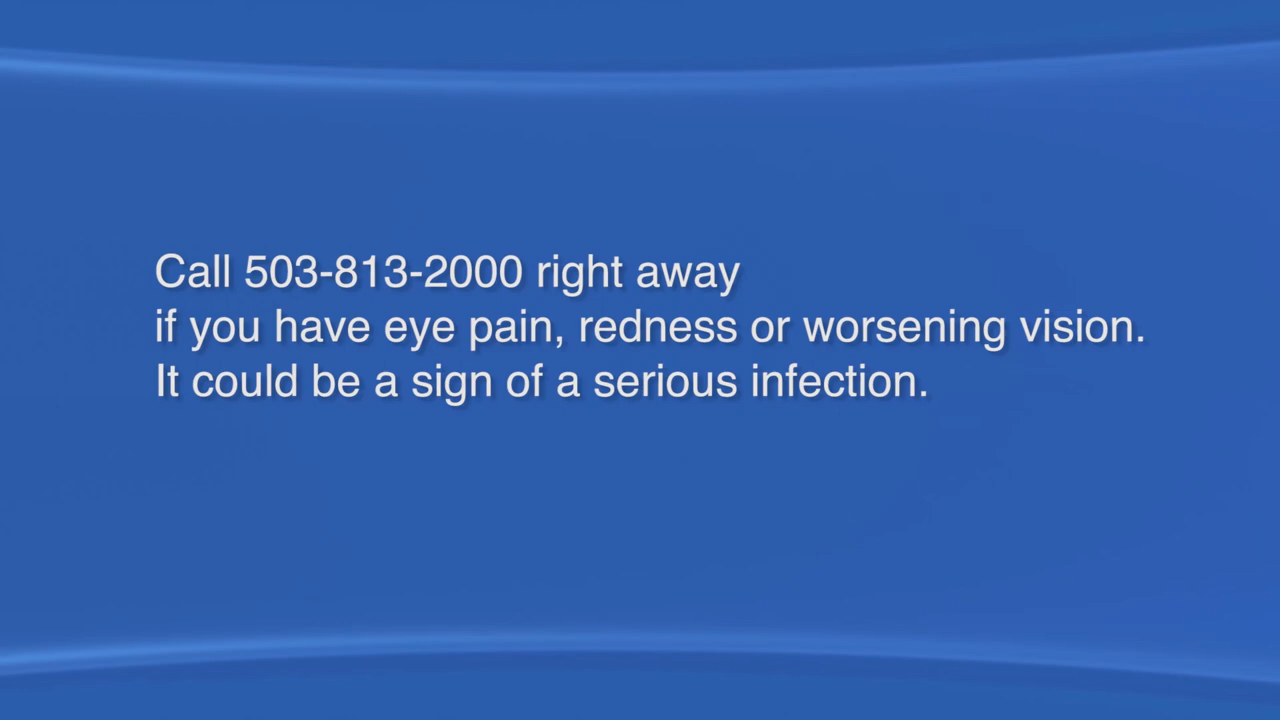 Call 503-813-2000 right away
if you have eye pain, redness or worsening vision.
It could be a sign of a serious infection.